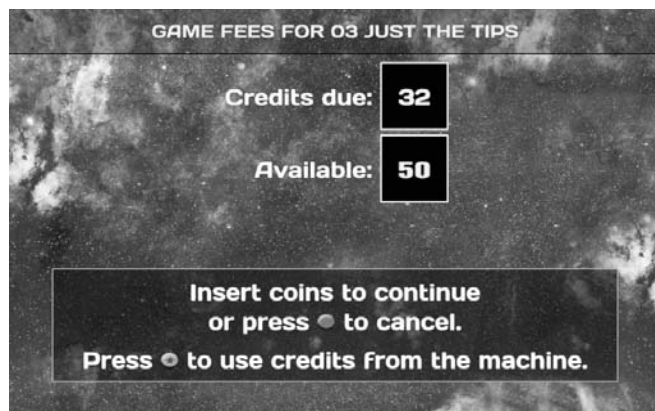 GAME FEES FOR 03 JUST THE TIPS
Credits due: 32
Available: 50
Insert coins to continue
or press to cancel.
Press to use credits from the machine.